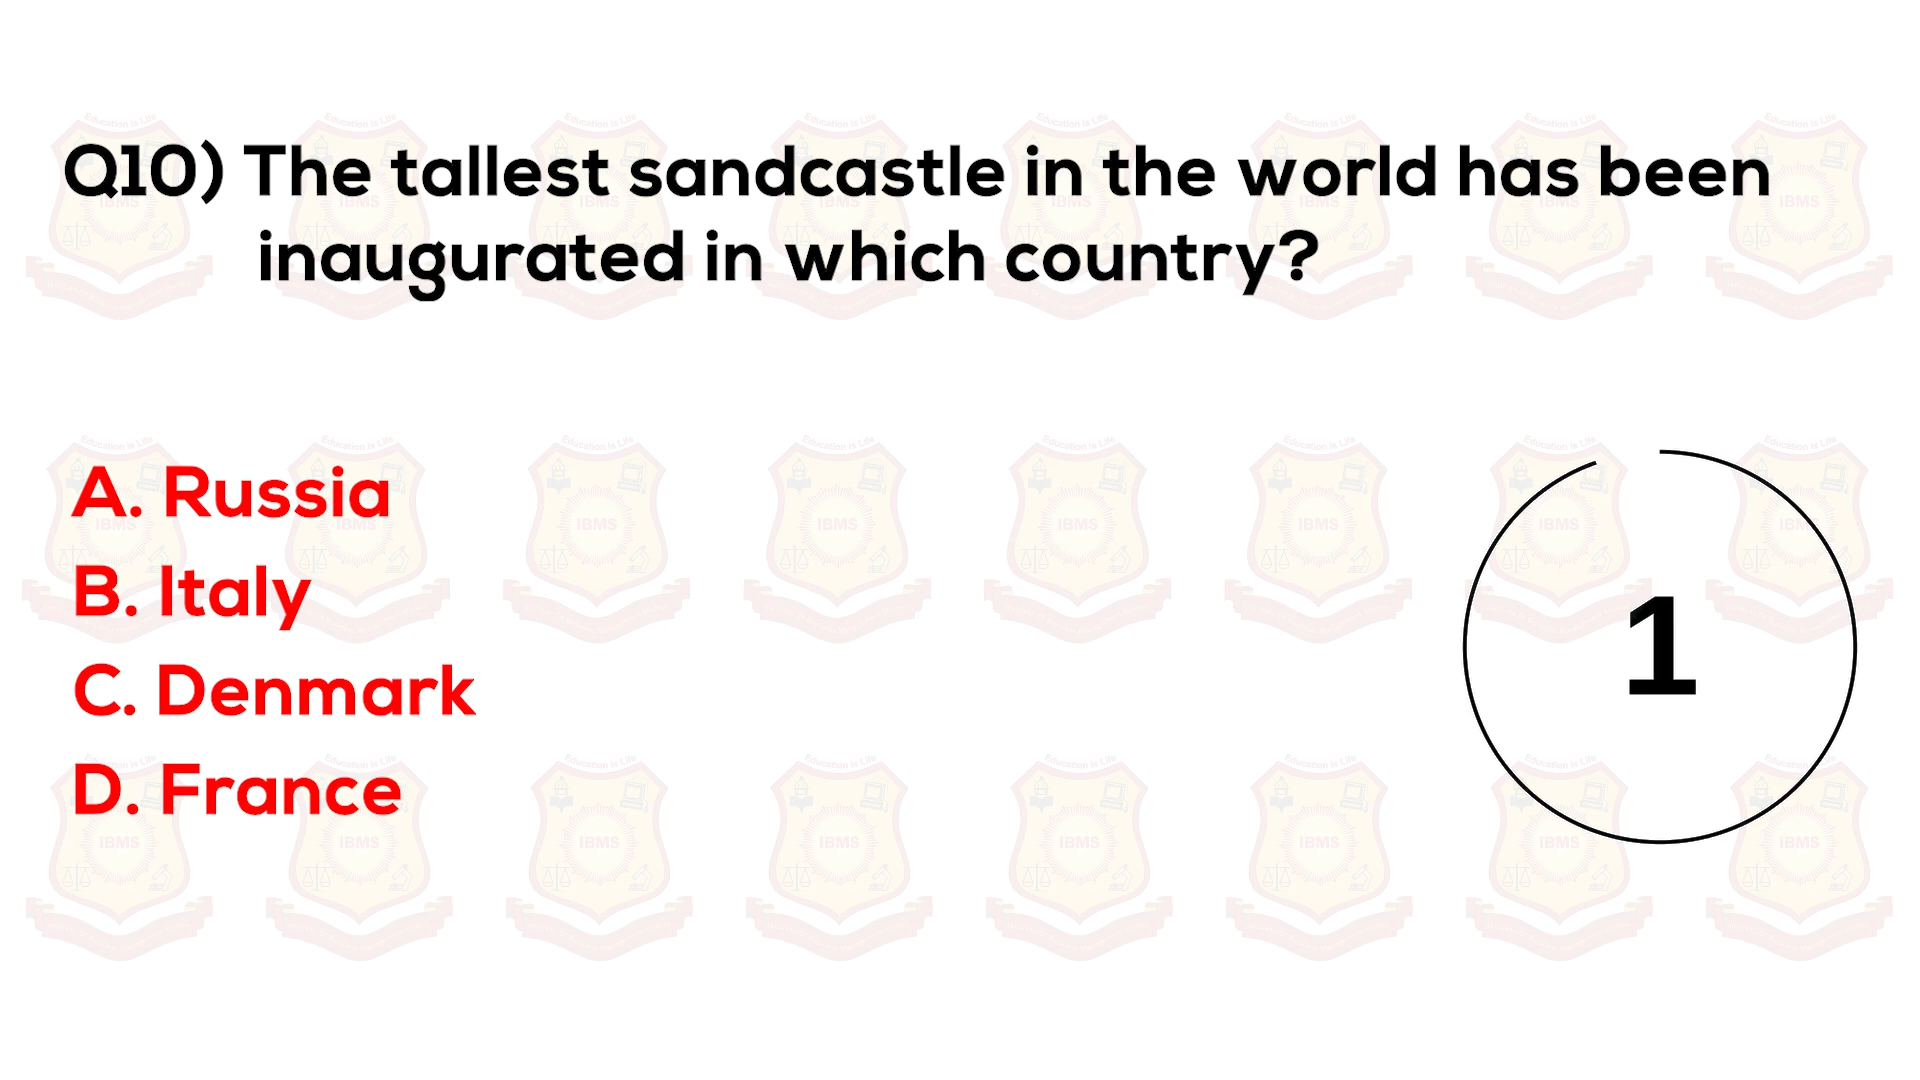 Q10) The tallest sandcastle in the world has been
inaugurated in which country?
A. Russia
B. Italy
C. Denmark
D. France
1